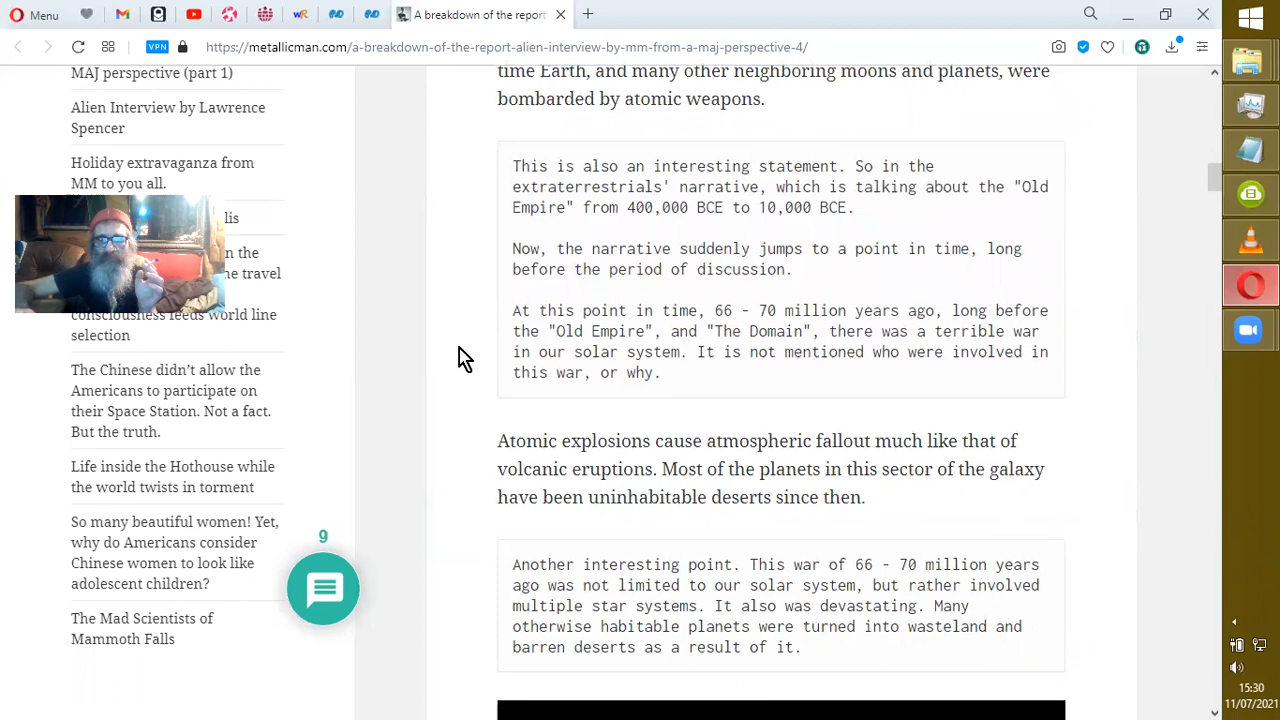 Menu
A breakdown of the report
VPN
https://metallicman.com/a-breakdown-of-the-report-alien-interview-by-mm-from-a-maj-perspective-4/
MAJ perspective (part 1)
Alien Interview by Lawrence
Spencer
Holiday extravaganza from
MM to you all.
lis
n the
ne travel
consciousness feeds world line
selection
The Chinese didn’t allow the
Americans to participate on
their Space Station. Not a fact.
But the truth.
Life inside the Hothouse while
the world twists in torment
So many beautiful women! Yet,
why do Americans consider
Chinese women to look like
adolescent children?
The Mad Scientists of
Mammoth Falls
9
time Earth, and many other neighboring moons and planets, were
bombarded by atomic weapons.
This is also an interesting statement. So in the
extraterrestrials' narrative, which is talking about the "Old
Empire" from 400,000 BCE to 10,000 BCE.
Now, the narrative suddenly jumps to a point in time, long
before the period of discussion.
At this point in time, 66 - 70 million years ago, long before
the "Old Empire", and "The Domain", there was a terrible war
in our solar system. It is not mentioned who were involved in
this war, or why.
Atomic explosions cause atmospheric fallout much like that of
volcanic eruptions. Most of the planets in this sector of the galaxy
have been uninhabitable deserts since then.
Another interesting point. This war of 66 - 70 million years
ago was not limited to our solar system, but rather involved
multiple star systems. It also was devastating. Many
otherwise habitable planets were turned into wasteland and
barren deserts as a result of it.
15:30
11/07/2021